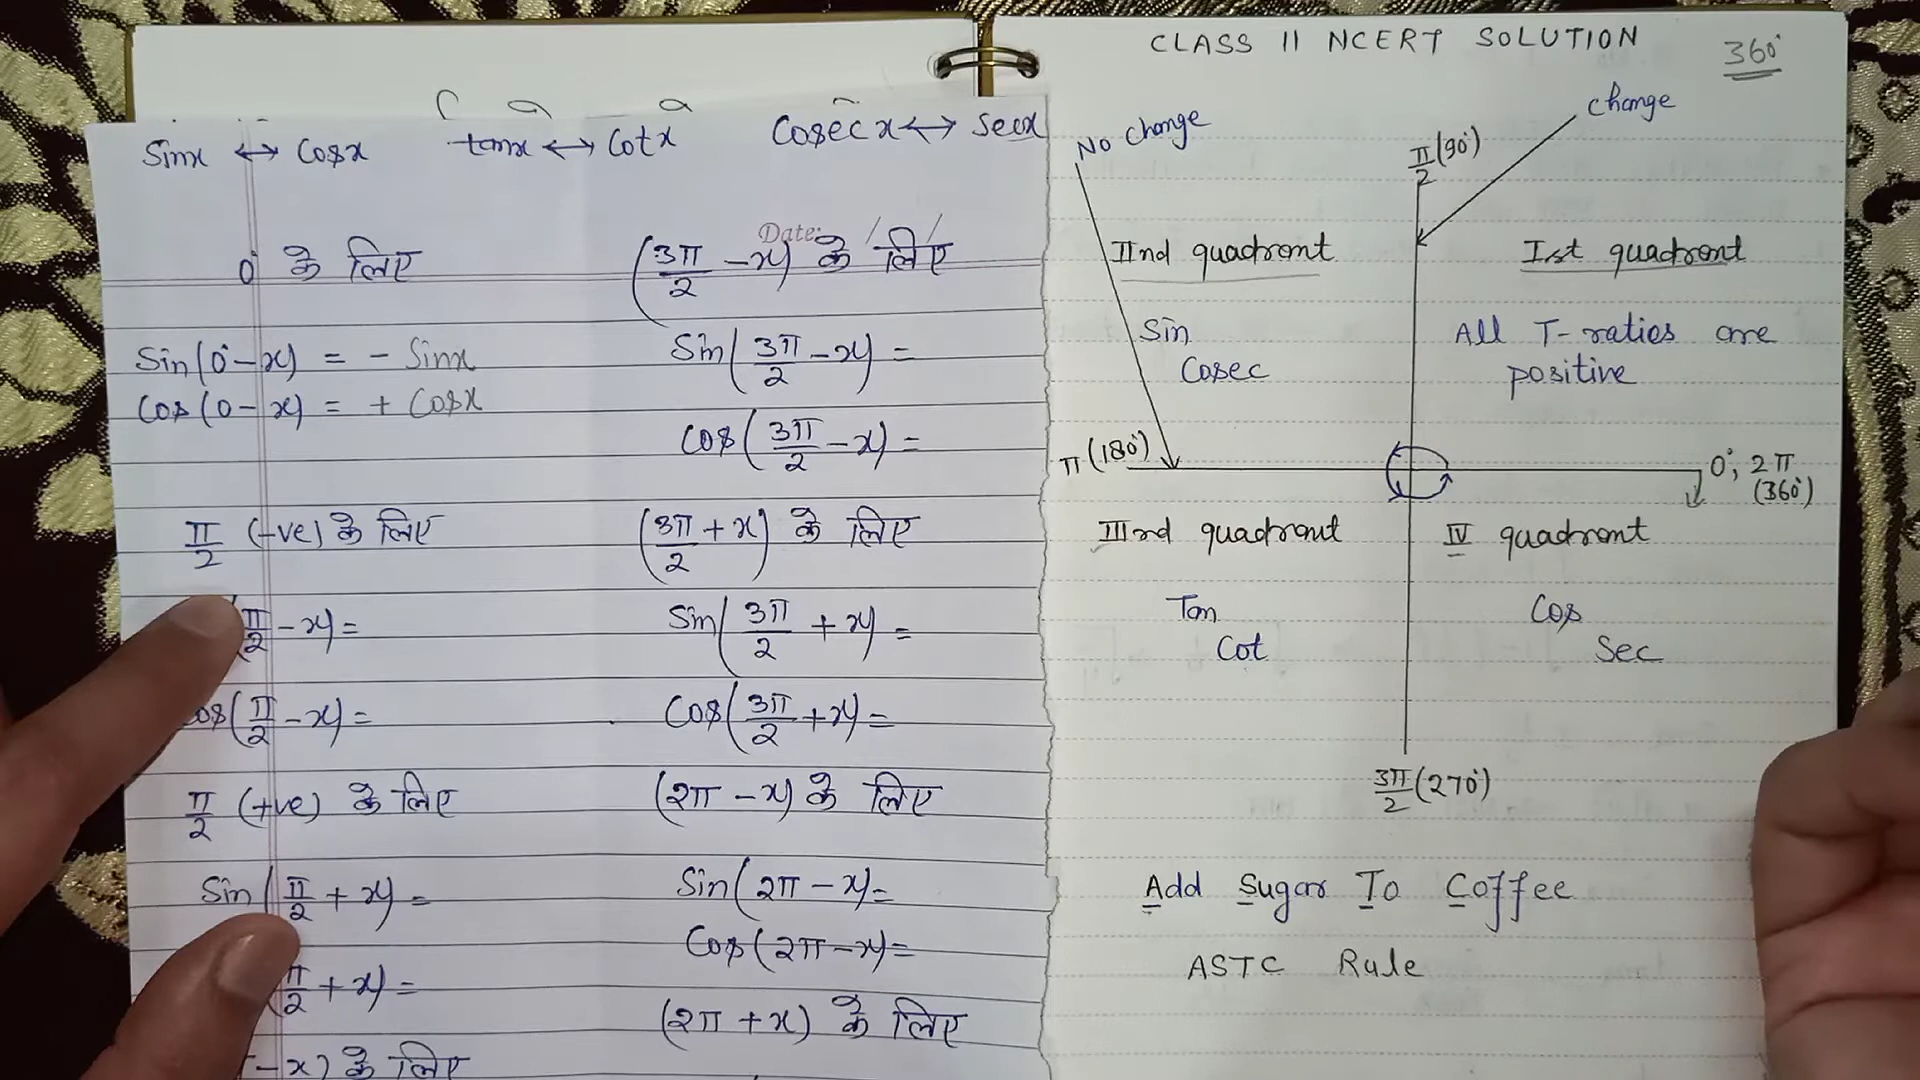 Sinx ↔ Cosx tanx ↔ Cotx Cosec x ↔ Secx
0° के लिए
Sin(0°-x) = - Sinx
Cos(0-x) = + Cosx
π/2 (-ve) के लिए
π/2 - x) =
cos(π/2 - x) =
π/2 (+ve) के लिए
Sin(π/2 + x) =
π/2 + x) =
-x) के लिए
Date:
(3π/2 - x) के लिए
Sin(3π/2 - x) =
Cos(3π/2 - x) =
(3π/2 + x) के लिए
Sin(3π/2 + x) =
Cos(3π/2 + x) =
(2π - x) के लिए
Sin(2π - x) =
Cos(2π - x) =
(2π + x) के लिए
CLASS 11 NCERT SOLUTION
360°
No change
change
π/2 (90°)
IInd quadrant
Ist quadrant
Sin
Cosec
All T-raties are
positive
π (180°)
0°, 2π
(360°)
IIIrd quadrant
IV quadrant
Tan
Cot
Cos
Sec
3π/2 (270°)
Add Sugar To Coffee
ASTC Rule